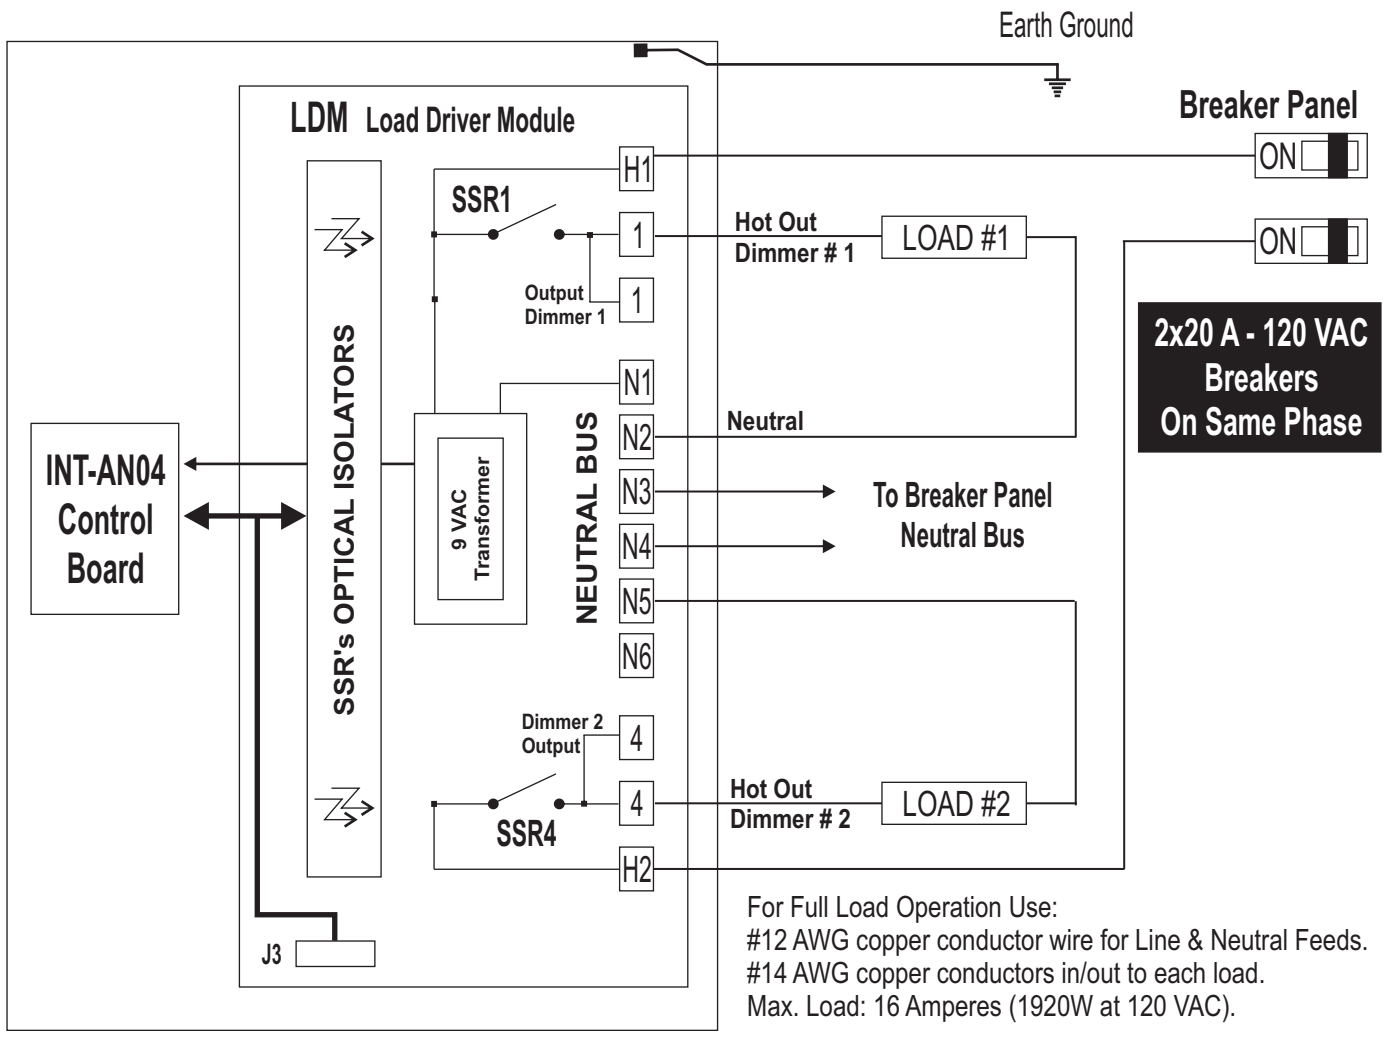 Earth Ground
Breaker Panel
LDM Load Driver Module
ON
H1
SSR1
1
Hot Out
Dimmer # 1
LOAD #1
ON
Output
Dimmer 1
1
2x20 A - 120 VAC
Breakers
On Same Phase
SSR's OPTICAL ISOLATORS
N1
NEUTRAL BUS
N2
Neutral
INT-AN04
Control
Board
9 VAC
Transformer
N3
N4
To Breaker Panel
Neutral Bus
N5
N6
Dimmer 2
Output
4
SSR4
4
Hot Out
Dimmer # 2
LOAD #2
H2
J3
For Full Load Operation Use:
#12 AWG copper conductor wire for Line & Neutral Feeds.
#14 AWG copper conductors in/out to each load.
Max. Load: 16 Amperes (1920W at 120 VAC).